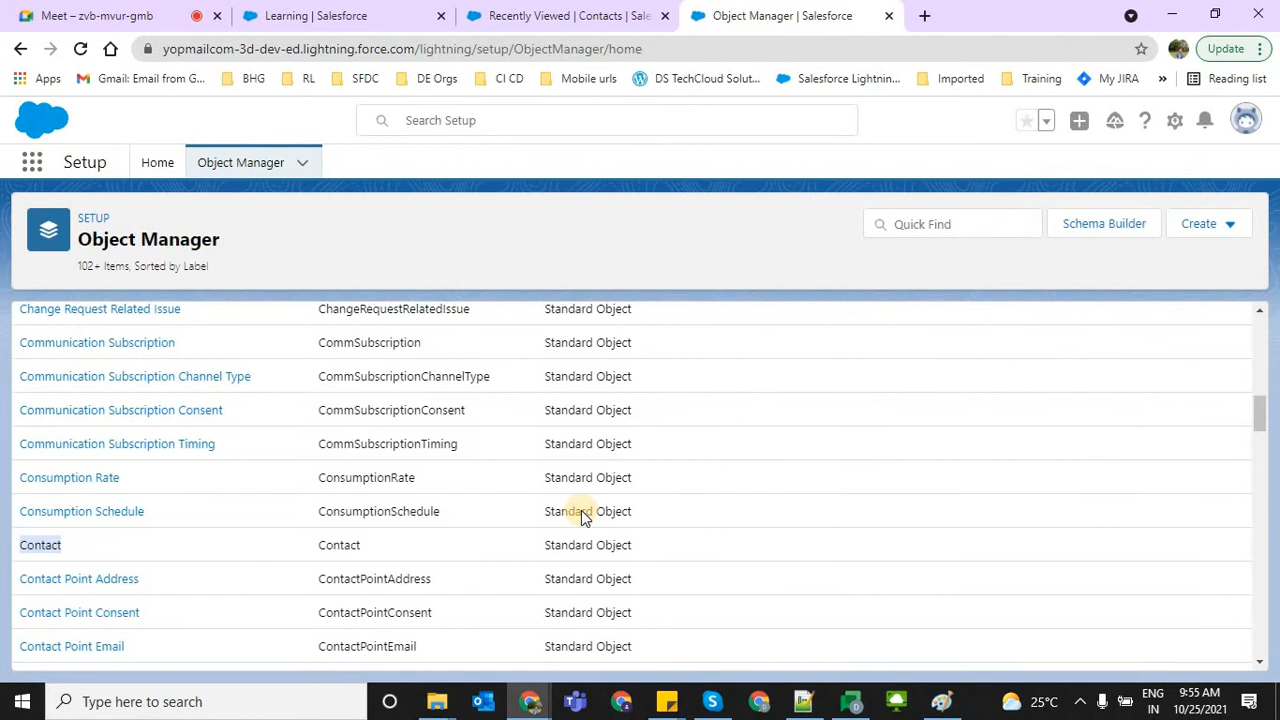 Meet – zvb-mvur-gmb
Learning | Salesforce
Recently Viewed | Contacts | Sale
Object Manager | Salesforce
yopmailcom-3d-dev-ed.lightning.force.com/lightning/setup/ObjectManager/home
Update
Apps
Gmail: Email from G...
BHG
RL
SFDC
DE Orgs
CI CD
Mobile urls
DS TechCloud Solut...
Salesforce Lightnin...
Imported
Training
My JIRA
»
Reading list
Search Setup
Setup
Home
Object Manager
SETUP
Object Manager
102+ Items, Sorted by Label
Quick Find
Schema Builder
Create
Change Request Related Issue ChangeRequestRelatedIssue Standard Object
Communication Subscription CommSubscription Standard Object
Communication Subscription Channel Type CommSubscriptionChannelType Standard Object
Communication Subscription Consent CommSubscriptionConsent Standard Object
Communication Subscription Timing CommSubscriptionTiming Standard Object
Consumption Rate ConsumptionRate Standard Object
Consumption Schedule ConsumptionSchedule Standard Object
Contact Contact Standard Object
Contact Point Address ContactPointAddress Standard Object
Contact Point Consent ContactPointConsent Standard Object
Contact Point Email ContactPointEmail Standard Object
Type here to search
25°C
ENG
IN
9:55 AM
10/25/2021